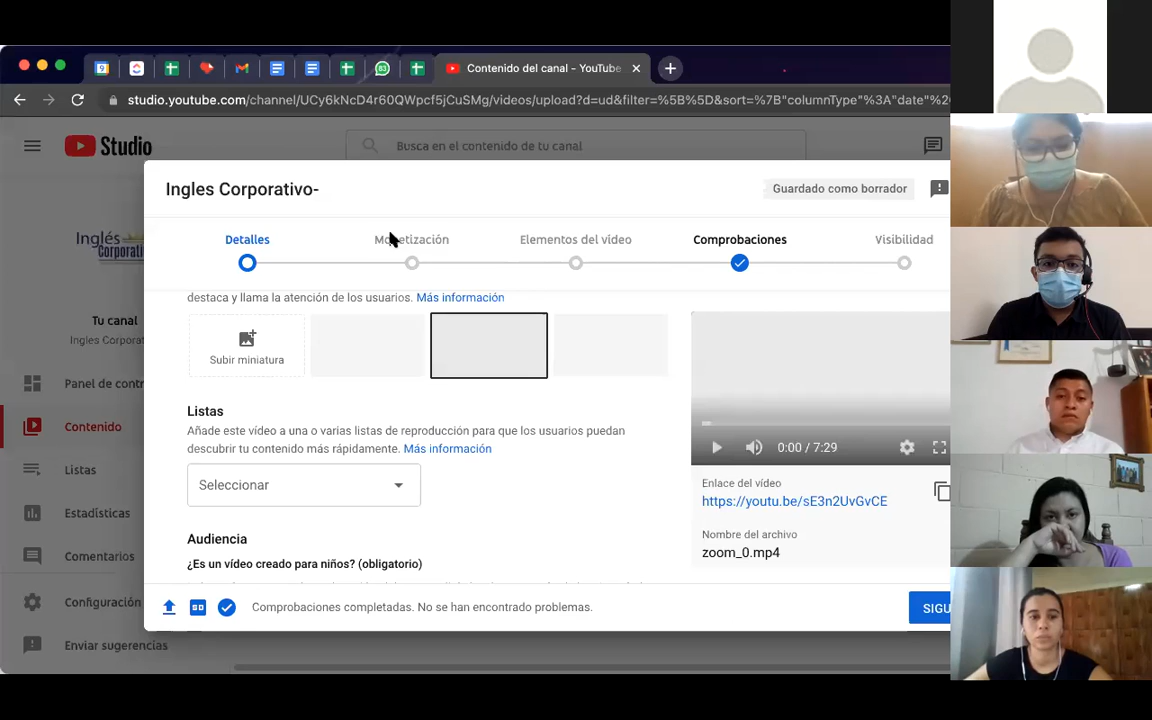 Contenido del canal - YouTube
studio.youtube.com/channel/UCy6kNcD4r60QWpcf5jCuSMg/videos/upload?d=ud&filter=%5B%5D&sort=%7B"columnType"%3A"date"%2
Studio
Busca en el contenido de tu canal
Ingles Corporativo-
Guardado como borrador
Detalles
Monetización
Elementos del vídeo
Comprobaciones
Visibilidad
destaca y llama la atención de los usuarios. Más información
Subir miniatura
Inglés
Corporativo
Tu canal
Ingles Corporat
Panel de contr
Contenido
Listas
Estadísticas
Comentarios
Configuración
Enviar sugerencias
Listas
Añade este vídeo a una o varias listas de reproducción para que los usuarios puedan
descubrir tu contenido más rápidamente. Más información
Seleccionar
Audiencia
¿Es un vídeo creado para niños? (obligatorio)
0:00 / 7:29
Enlace del vídeo
https://youtu.be/sE3n2UvGvCE
Nombre del archivo
zoom_0.mp4
SD
Comprobaciones completadas. No se han encontrado problemas.
SIGU